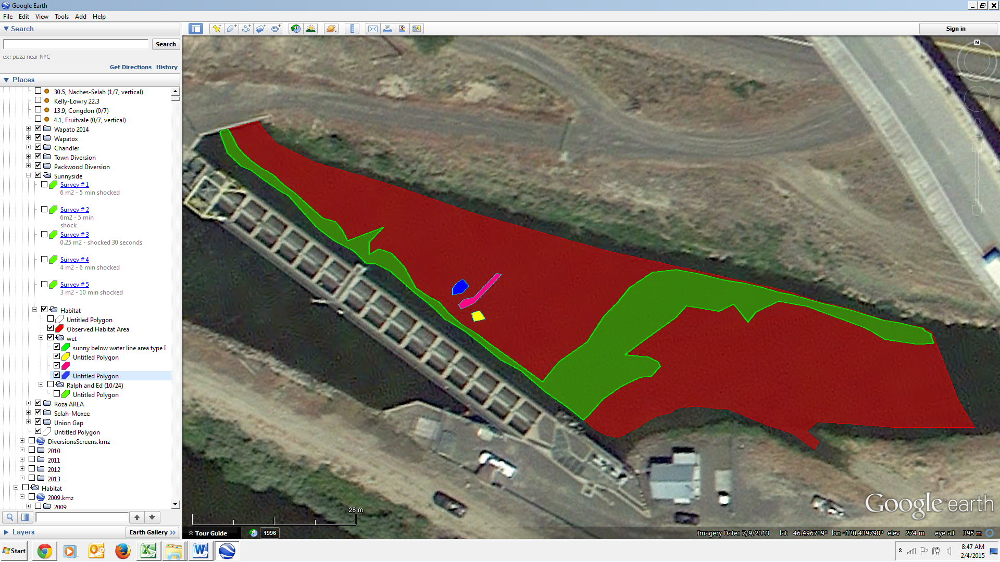 Google Earth
File Edit View Tools Add Help
Search
Search
ex: pizza near NYC
Get Directions History
Places
30.5, Naches-Selah (1/7, vertical)
Kelly-Lowry 22.3
13.9, Congdon (0/7)
4.1, Fruitvale (0/7, vertical)
Wapato 2014
Wapatox
Chandler
Town Diversion
Packwood Diversion
Sunnyside
Survey # 1
6 m2 - 5 min shocked
Survey # 2
6m2 - 5 min
shock
Survey # 3
0.25 m2 - shocked 30 seconds
Survey # 4
4 m2 - 6 min shocked
Survey # 5
3 m2 - 10 min shocked
Habitat
Untitled Polygon
Observed Habitat Area
wet
sunny below water line area type I
Untitled Polygon
Untitled Polygon
Ralph and Ed (10/24)
Untitled Polygon
Roza AREA
Selah-Moxee
Union Gap
Untitled Polygon
DiversionsScreens.kmz
2010
2011
2012
2013
Habitat
2009.kmz
2009
Layers
Earth Gallery >>
Sign in
N
28 m
Tour Guide
1996
Google earth
Imagery Date: 7/9/2013 lat 46.496709° lon -120.439798° elev 274 m eye alt 395 m
Start
8:47 AM
2/4/2015